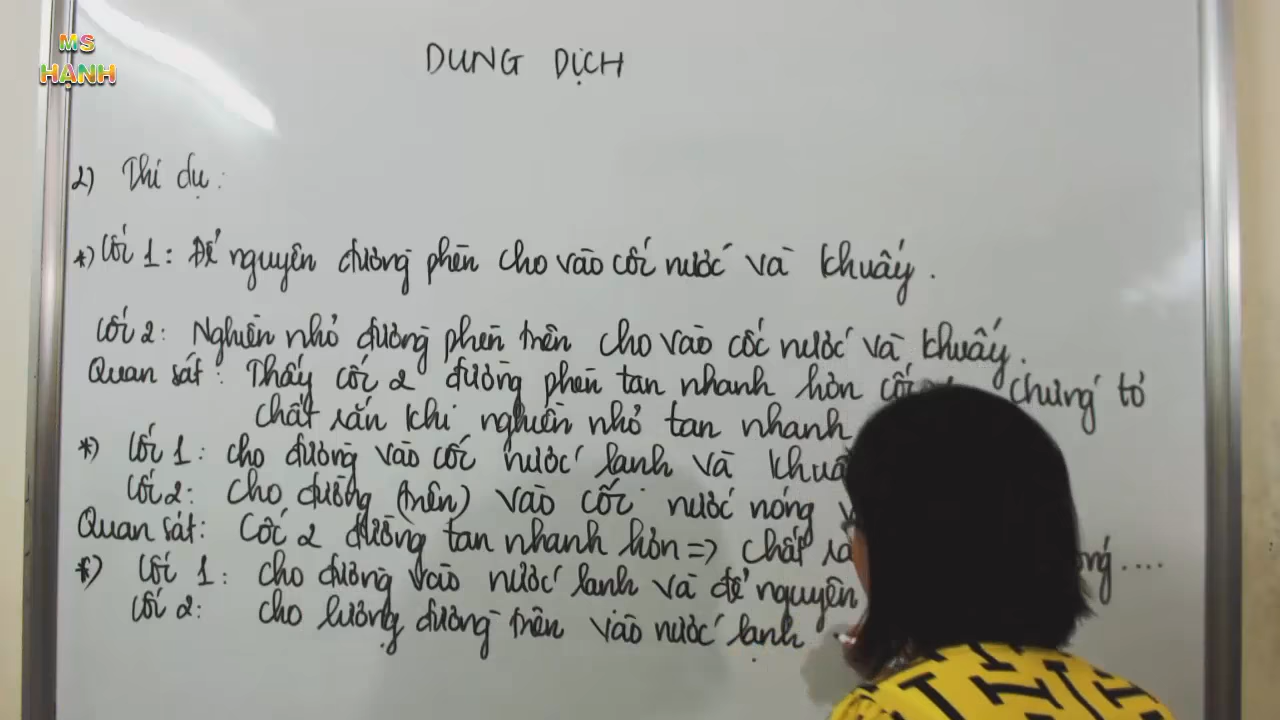 MS
HẠNH
DUNG DỊCH
2) Thí dụ:
*) Cốc 1: Để nguyên đường phèn cho vào cốc nước và khuấy.
Cốc 2: Nghiền nhỏ đường phèn trên cho vào cốc nước và khuấy.
Quan sát: Thấy cốc 2 đường phèn tan nhanh hơn cốc chứng tỏ
chất rắn khi nghiền nhỏ tan nhanh
*) Cốc 1: cho đường vào cốc nước lạnh và
Cốc 2: cho đường (trên) vào cốc nước nóng
Quan sát: Cốc 2 đường tan nhanh hơn => chất
*) Cốc 1: cho đường vào nước lạnh và để nguyên
Cốc 2: cho lượng đường trên vào nước lạnh